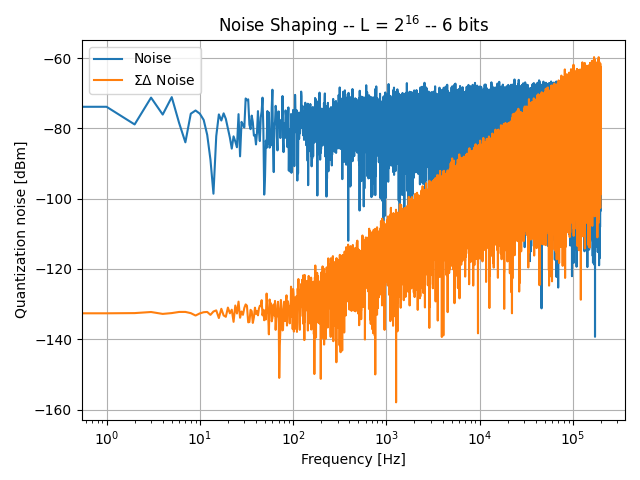 Noise Shaping -- L = 2^16 -- 6 bits
Noise
ΣΔ Noise
Quantization noise [dBm]
−60
−80
−100
−120
−140
−160
10^0
10^1
10^2
10^3
10^4
10^5
Frequency [Hz]